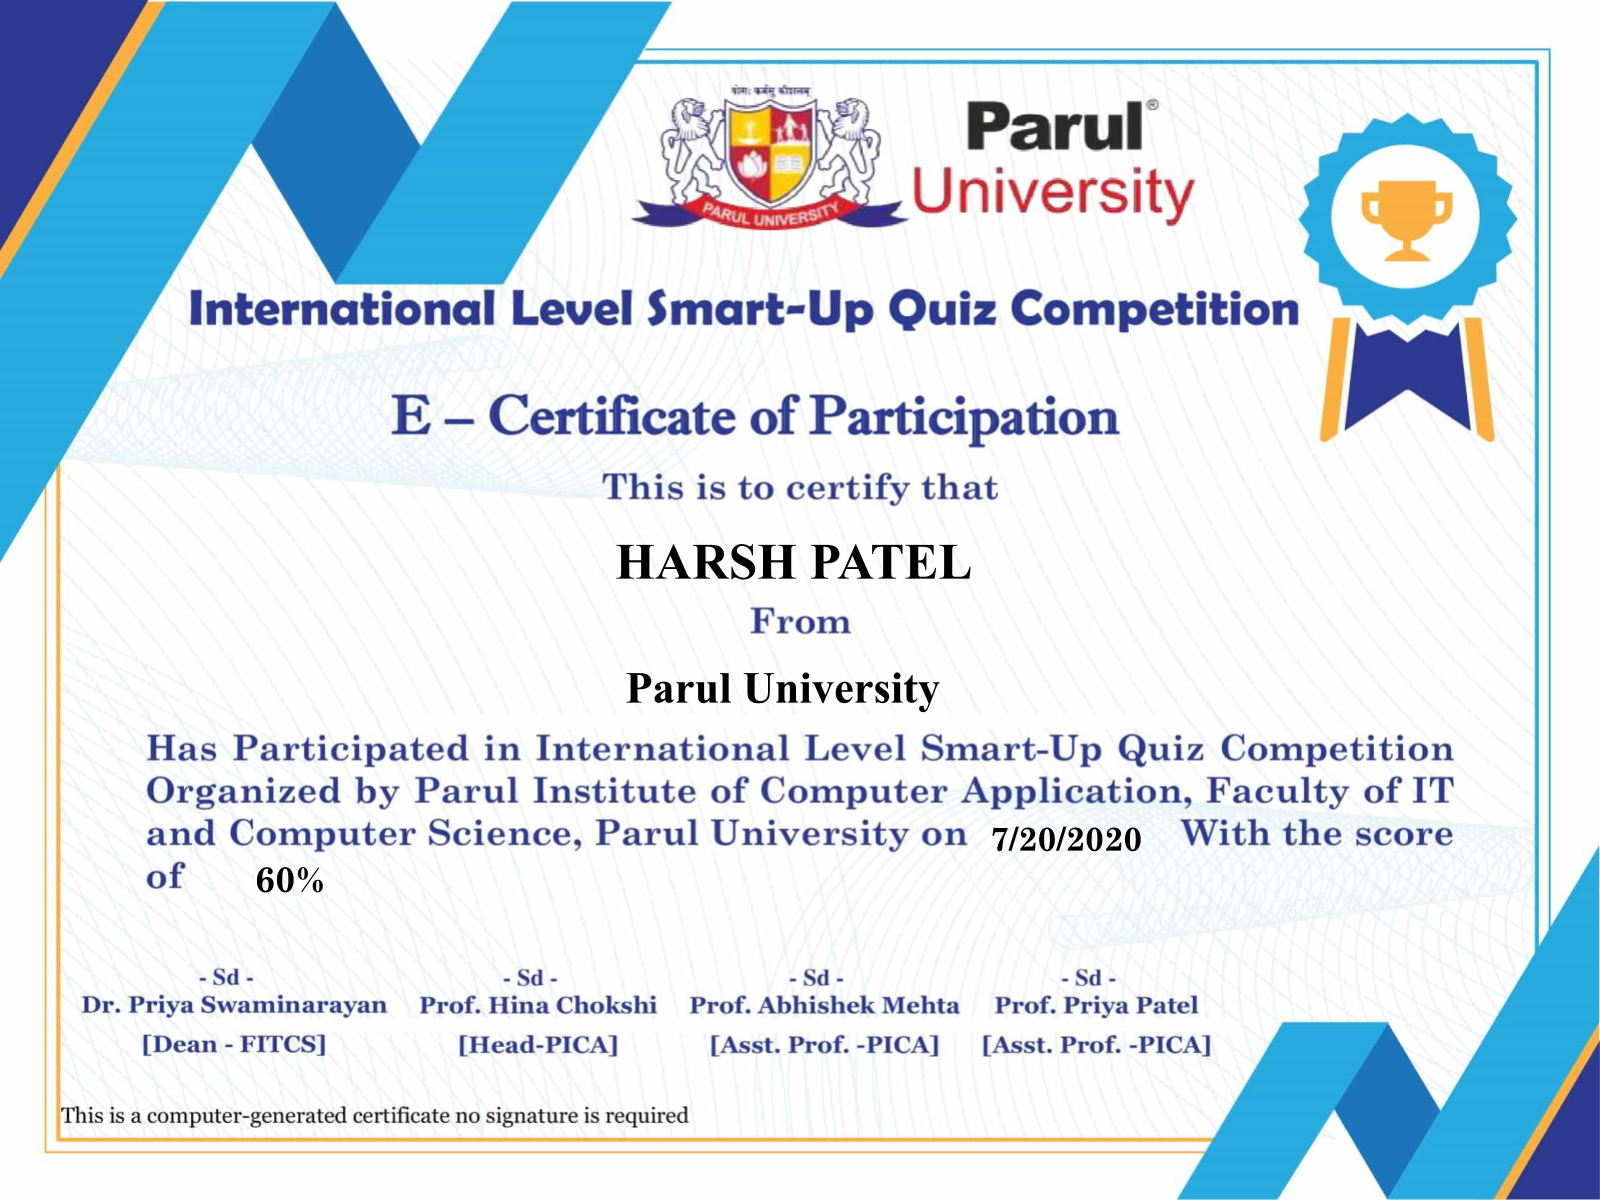 योगः कर्मसु कौशलम्
PARUL UNIVERSITY
Parul®
University
International Level Smart-Up Quiz Competition
E – Certificate of Participation
This is to certify that
HARSH PATEL
From
Parul University
Has Participated in International Level Smart-Up Quiz Competition
Organized by Parul Institute of Computer Application, Faculty of IT
and Computer Science, Parul University on 7/20/2020 With the score
of 60%
- Sd - - Sd - - Sd - - Sd -
Dr. Priya Swaminarayan Prof. Hina Chokshi Prof. Abhishek Mehta Prof. Priya Patel
[Dean - FITCS] [Head-PICA] [Asst. Prof. -PICA] [Asst. Prof. -PICA]
This is a computer-generated certificate no signature is required